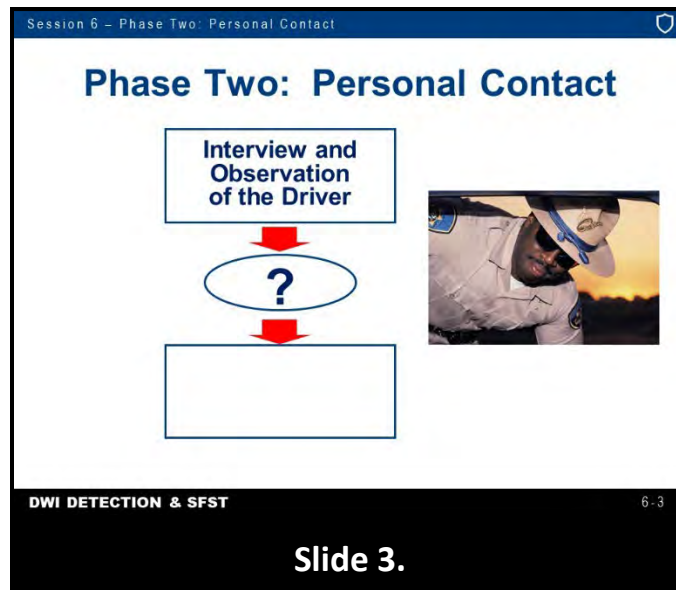 Session 6 – Phase Two: Personal Contact
Phase Two: Personal Contact
Interview and
Observation
of the Driver
?
DWI DETECTION & SFST
6-3
Slide 3.